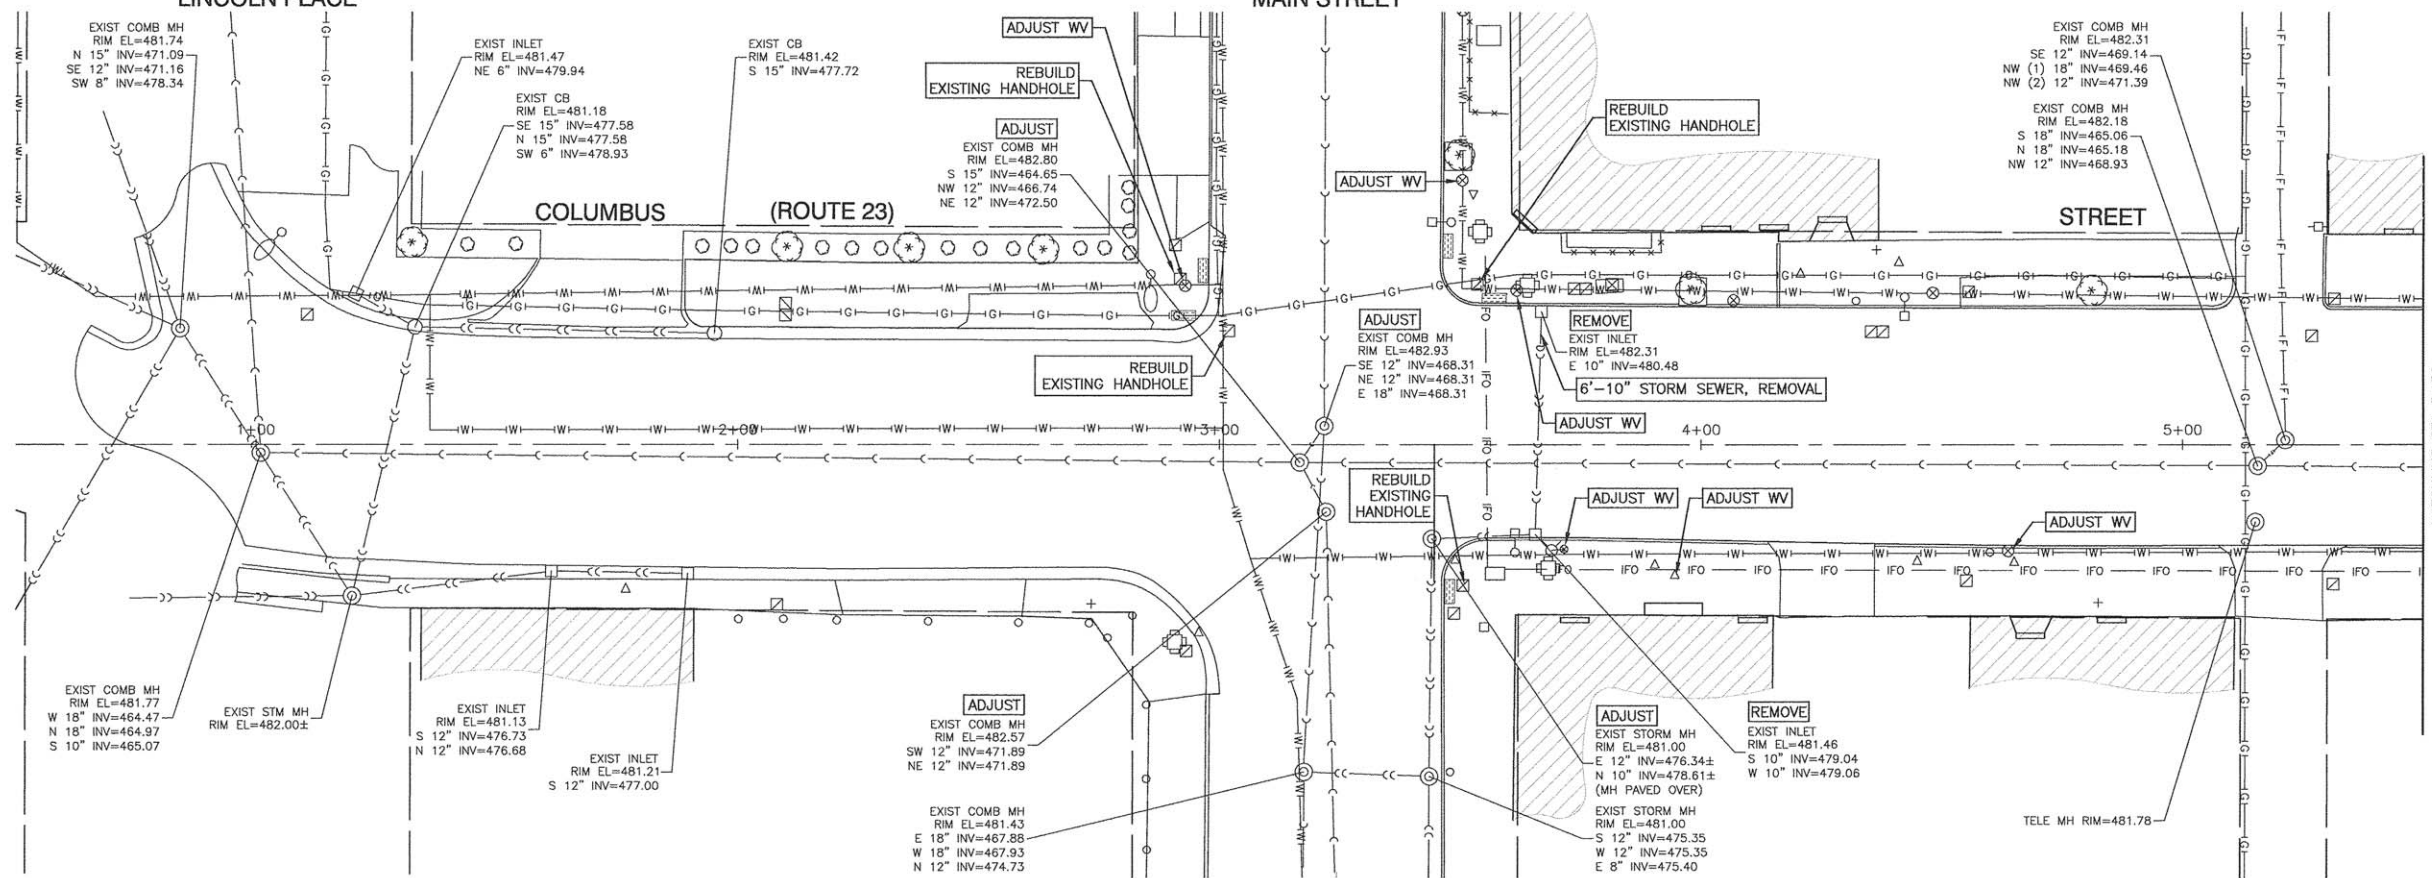 LINCOLN PLACE
MAIN STREET
EXIST COMB MH
RIM EL=481.74
N 15" INV=471.09
SE 12" INV=471.16
SW 8" INV=478.34
EXIST INLET
RIM EL=481.47
NE 6" INV=479.94
EXIST CB
RIM EL=481.18
SE 15" INV=477.58
N 15" INV=477.58
SW 6" INV=478.93
EXIST CB
RIM EL=481.42
S 15" INV=477.72
ADJUST WV
REBUILD
EXISTING HANDHOLE
ADJUST
EXIST COMB MH
RIM EL=482.80
S 15" INV=464.65
NW 12" INV=466.74
NE 12" INV=472.50
ADJUST WV
REBUILD
EXISTING HANDHOLE
EXIST COMB MH
RIM EL=482.31
SE 12" INV=469.14
NW (1) 18" INV=469.46
NW (2) 12" INV=471.39
EXIST COMB MH
RIM EL=482.18
S 18" INV=465.06
N 18" INV=465.18
NW 12" INV=468.93
COLUMBUS (ROUTE 23) STREET
REBUILD
EXISTING HANDHOLE
ADJUST
EXIST COMB MH
RIM EL=482.93
SE 12" INV=468.31
NE 12" INV=468.31
E 18" INV=468.31
REMOVE
EXIST INLET
RIM EL=482.31
E 10" INV=480.48
6'-10" STORM SEWER, REMOVAL
ADJUST WV
1+00 2+00 3+00 4+00 5+00
REBUILD
EXISTING
HANDHOLE
ADJUST WV
ADJUST WV
ADJUST WV
IFO IFO IFO IFO IFO IFO IFO IFO IFO
EXIST COMB MH
RIM EL=481.77
W 18" INV=464.47
N 18" INV=464.97
S 10" INV=465.07
EXIST STM MH
RIM EL=482.00±
EXIST INLET
RIM EL=481.13
S 12" INV=476.73
N 12" INV=476.68
EXIST INLET
RIM EL=481.21
S 12" INV=477.00
ADJUST
EXIST COMB MH
RIM EL=482.57
SW 12" INV=471.89
NE 12" INV=471.89
EXIST COMB MH
RIM EL=481.43
E 18" INV=467.88
W 18" INV=467.93
N 12" INV=474.73
ADJUST
EXIST STORM MH
RIM EL=481.00
E 12" INV=476.34±
N 10" INV=478.61±
(MH PAVED OVER)
EXIST STORM MH
RIM EL=481.00
S 12" INV=475.35
W 12" INV=475.35
E 8" INV=475.40
REMOVE
EXIST INLET
RIM EL=481.46
S 10" INV=479.04
W 10" INV=479.06
TELE MH RIM=481.78